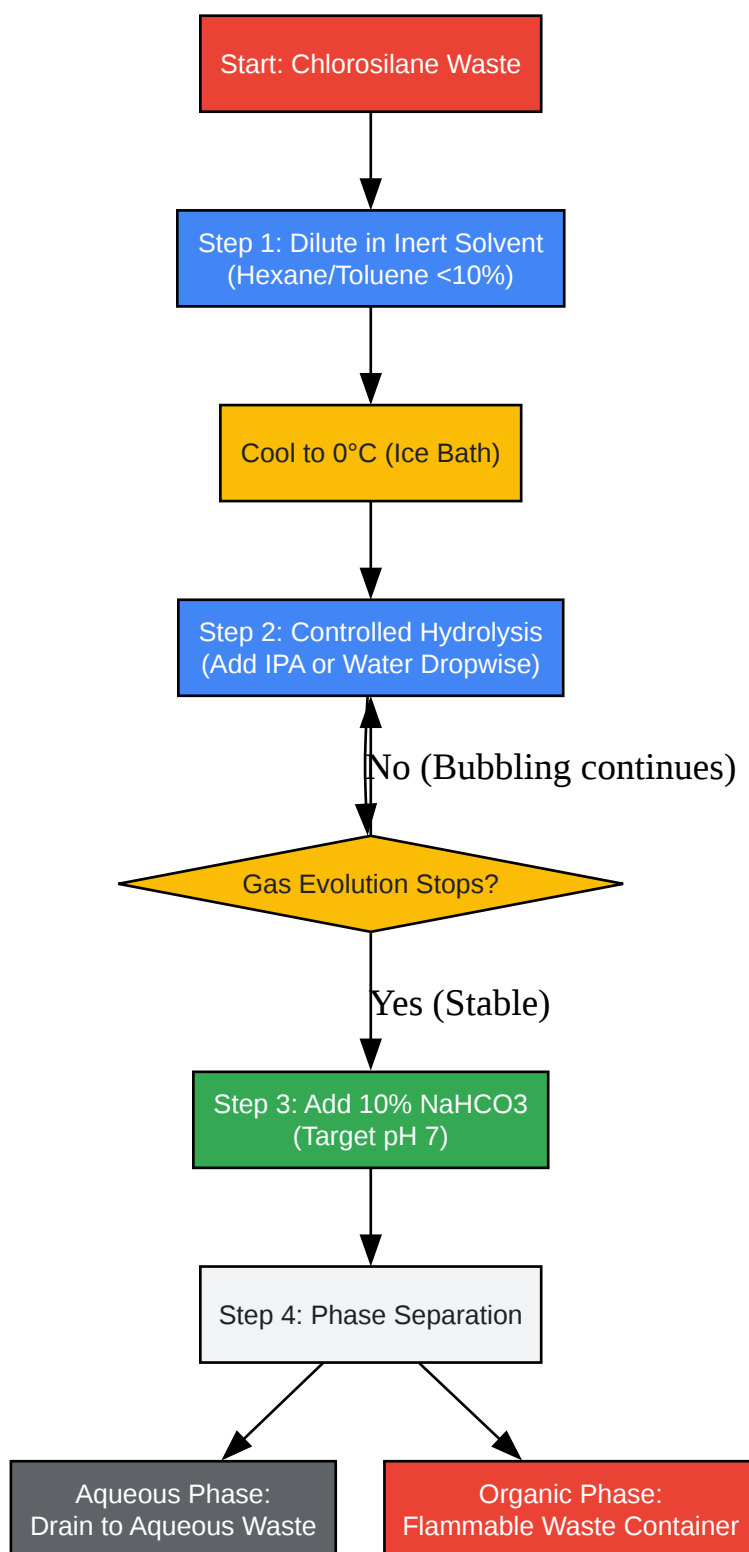 Start: Chlorosilane Waste
Step 1: Dilute in Inert Solvent
(Hexane/Toluene <10%)
Cool to 0°C (Ice Bath)
Step 2: Controlled Hydrolysis
(Add IPA or Water Dropwise)
No (Bubbling continues)
Gas Evolution Stops?
Yes (Stable)
Step 3: Add 10% NaHCO3
(Target pH 7)
Step 4: Phase Separation
Aqueous Phase:
Drain to Aqueous Waste
Organic Phase:
Flammable Waste Container